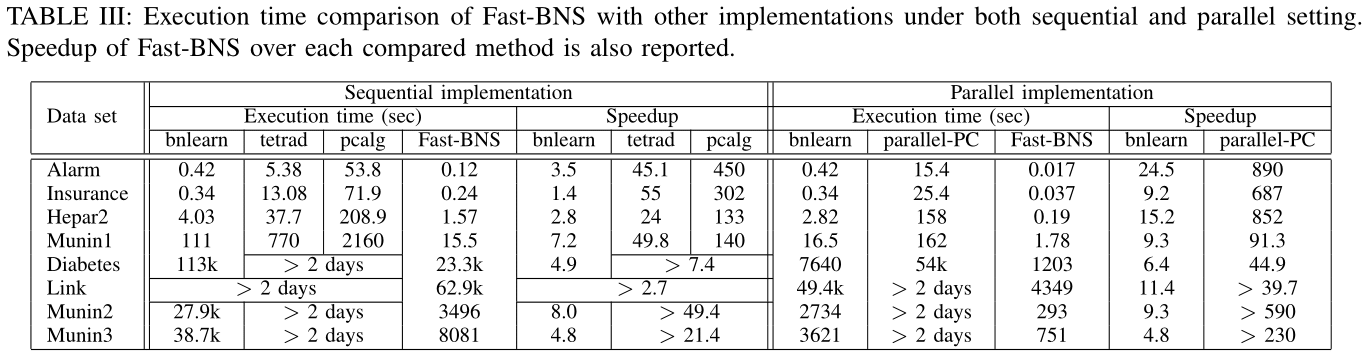 TABLE III: Execution time comparison of Fast-BNS with other implementations under both sequential and parallel setting.
Speedup of Fast-BNS over each compared method is also reported.
Data set Sequential implementation Parallel implementation
Execution time (sec) Speedup Execution time (sec) Speedup
bnlearn tetrad pcalg Fast-BNS bnlearn tetrad pcalg bnlearn parallel-PC Fast-BNS bnlearn parallel-PC
Alarm 0.42 5.38 53.8 0.12 3.5 45.1 450 0.42 15.4 0.017 24.5 890
Insurance 0.34 13.08 71.9 0.24 1.4 55 302 0.34 25.4 0.037 9.2 687
Hepar2 4.03 37.7 208.9 1.57 2.8 24 133 2.82 158 0.19 15.2 852
Munin1 111 770 2160 15.5 7.2 49.8 140 16.5 162 1.78 9.3 91.3
Diabetes 113k > 2 days 23.3k 4.9 > 7.4 7640 54k 1203 6.4 44.9
Link > 2 days 62.9k > 2.7 49.4k > 2 days 4349 11.4 > 39.7
Munin2 27.9k > 2 days 3496 8.0 > 49.4 2734 > 2 days 293 9.3 > 590
Munin3 38.7k > 2 days 8081 4.8 > 21.4 3621 > 2 days 751 4.8 > 230